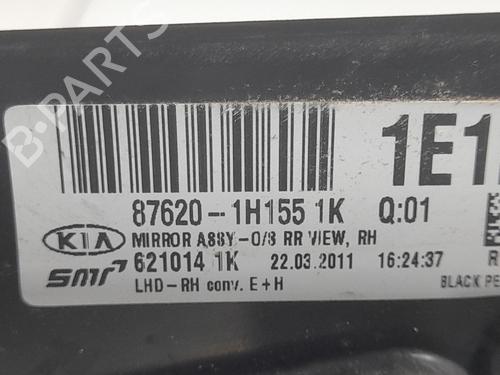 1E1
87620-1H155 1K Q:01
KIA MIRROR ASSY-O/S RR VIEW, RH
smr 621014 1K 22.03.2011 16:24:37 R
LHD-RH conv. E+H BLACK PE
B-PARTS